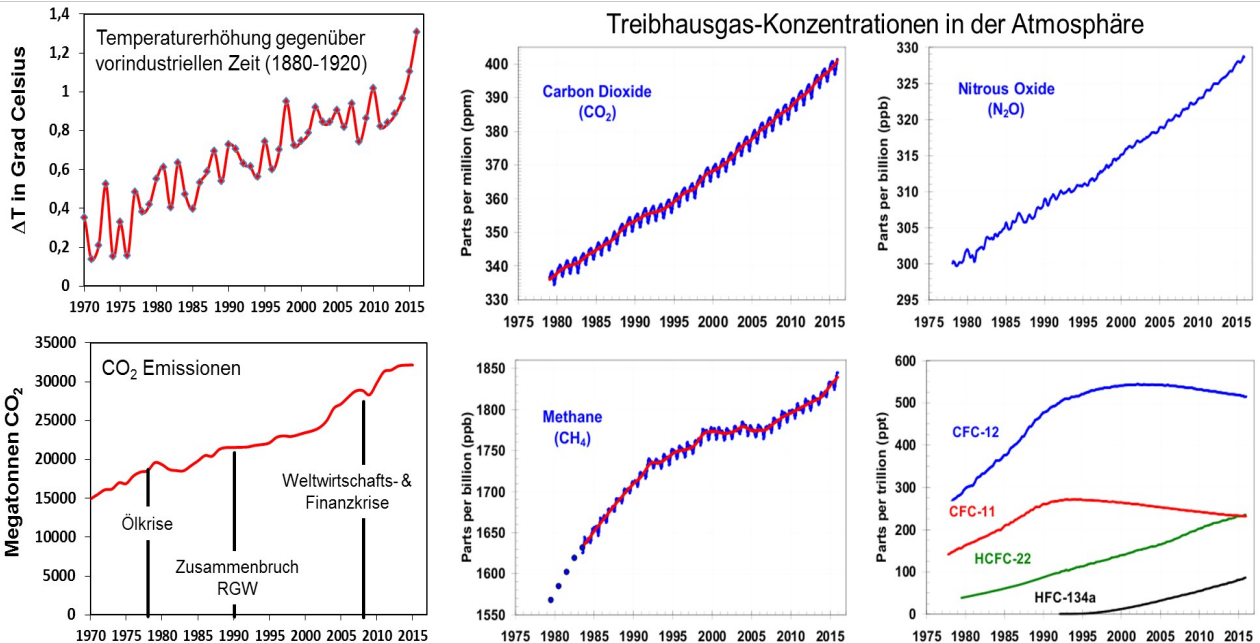 Treibhausgas-Konzentrationen in der Atmosphäre
Temperaturerhöhung gegenüber
vorindustriellen Zeit (1880-1920)
ΔT in Grad Celsius
1,4
1,2
1
0,8
0,6
0,4
0,2
0
1970 1975 1980 1985 1990 1995 2000 2005 2010 2015
Carbon Dioxide
(CO₂)
Parts per million (ppm)
400
390
380
370
360
350
340
330
1975 1980 1985 1990 1995 2000 2005 2010 2015
Nitrous Oxide
(N₂O)
Parts per billion (ppb)
330
325
320
315
310
305
300
295
1975 1980 1985 1990 1995 2000 2005 2010 2015
CO₂ Emissionen
Megatonnen CO₂
35000
30000
25000
20000
15000
10000
5000
0
Ölkrise
Zusammenbruch
RGW
Weltwirtschafts- &
Finanzkrise
1970 1975 1980 1985 1990 1995 2000 2005 2010 2015
Methane
(CH₄)
Parts per billion (ppb)
1850
1800
1750
1700
1650
1600
1550
1975 1980 1985 1990 1995 2000 2005 2010 2015
Parts per trillion (ppt)
600
500
400
300
200
100
0
CFC-12
CFC-11
HCFC-22
HFC-134a
1975 1980 1985 1990 1995 2000 2005 2010 2015